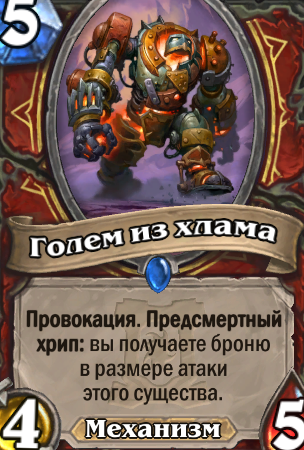 5
Голем из хлама
Провокация. Предсмертный
хрип: вы получаете броню
в размере атаки
этого существа.
4
Механизм
5